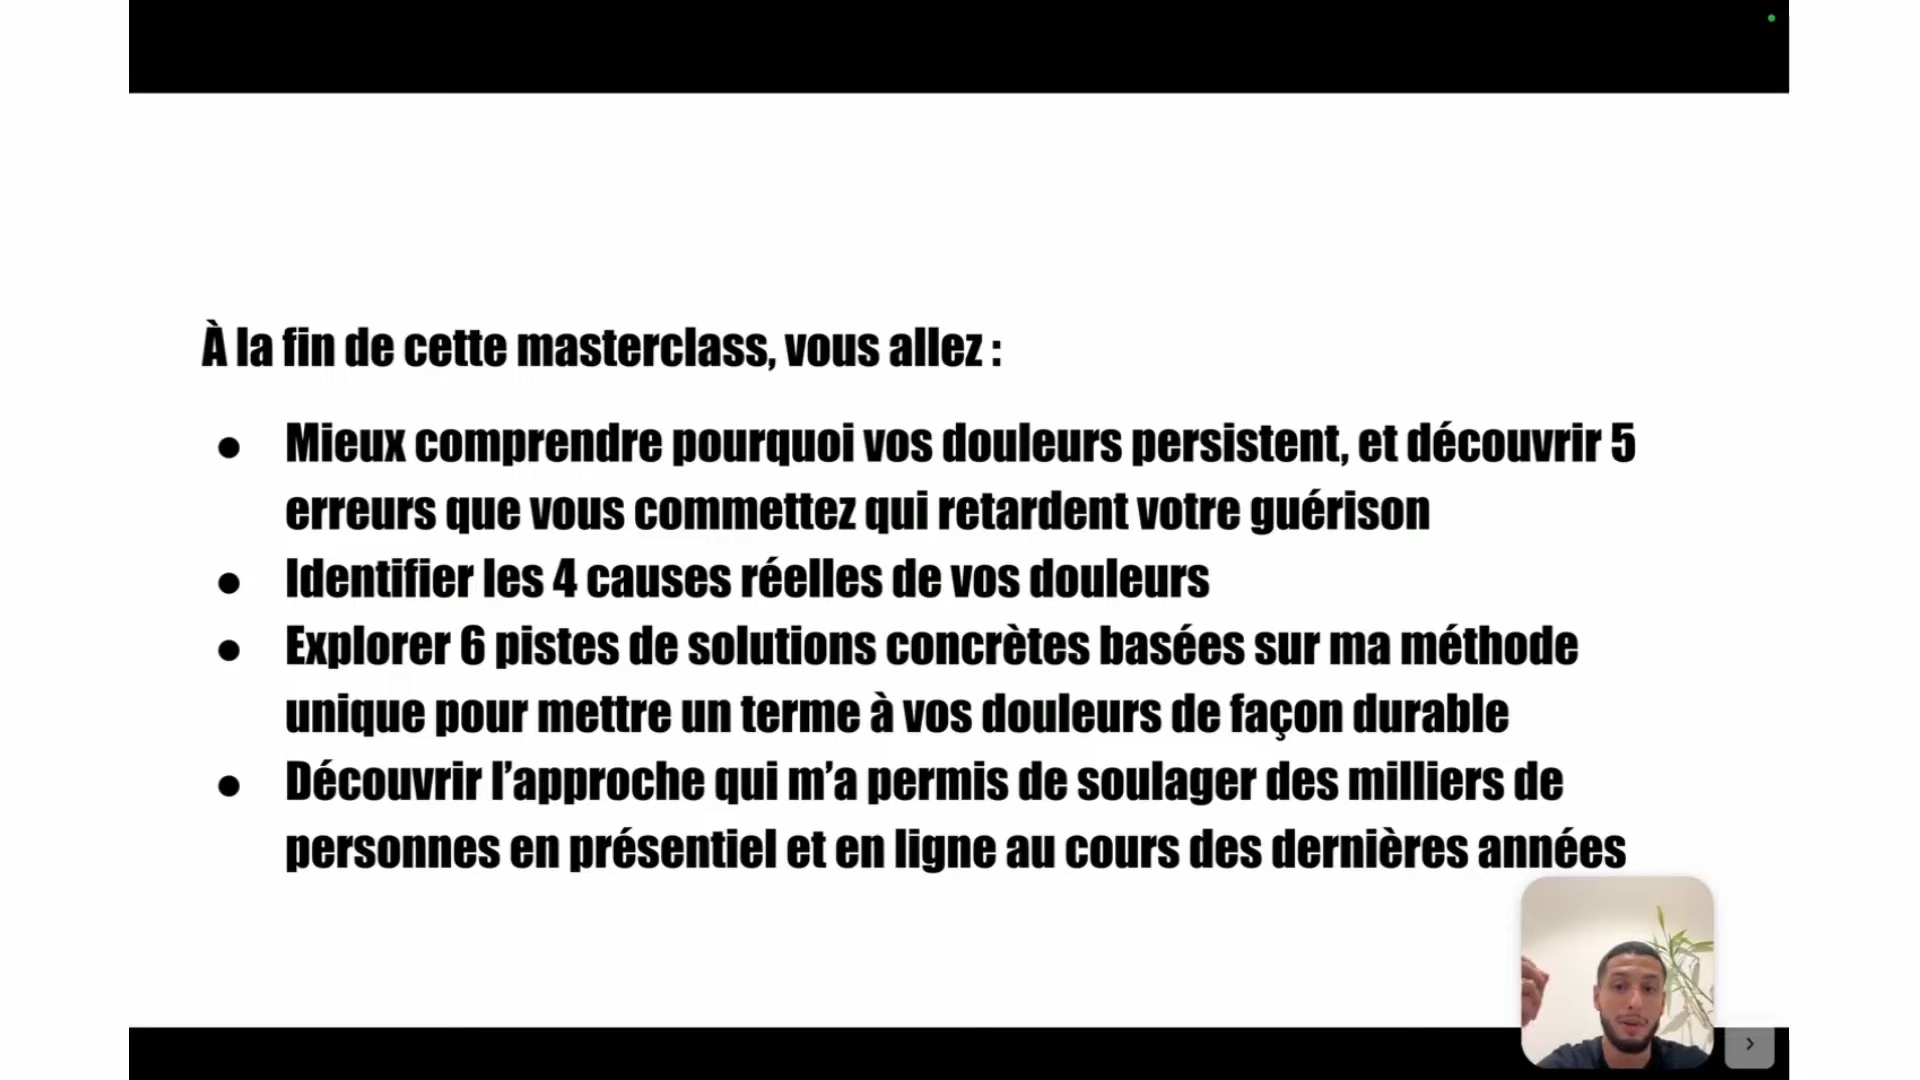 À la fin de cette masterclass, vous allez :
● Mieux comprendre pourquoi vos douleurs persistent, et découvrir 5
erreurs que vous commettez qui retardent votre guérison
● Identifier les 4 causes réelles de vos douleurs
● Explorer 6 pistes de solutions concrètes basées sur ma méthode
unique pour mettre un terme à vos douleurs de façon durable
● Découvrir l’approche qui m’a permis de soulager des milliers de
personnes en présentiel et en ligne au cours des dernières années